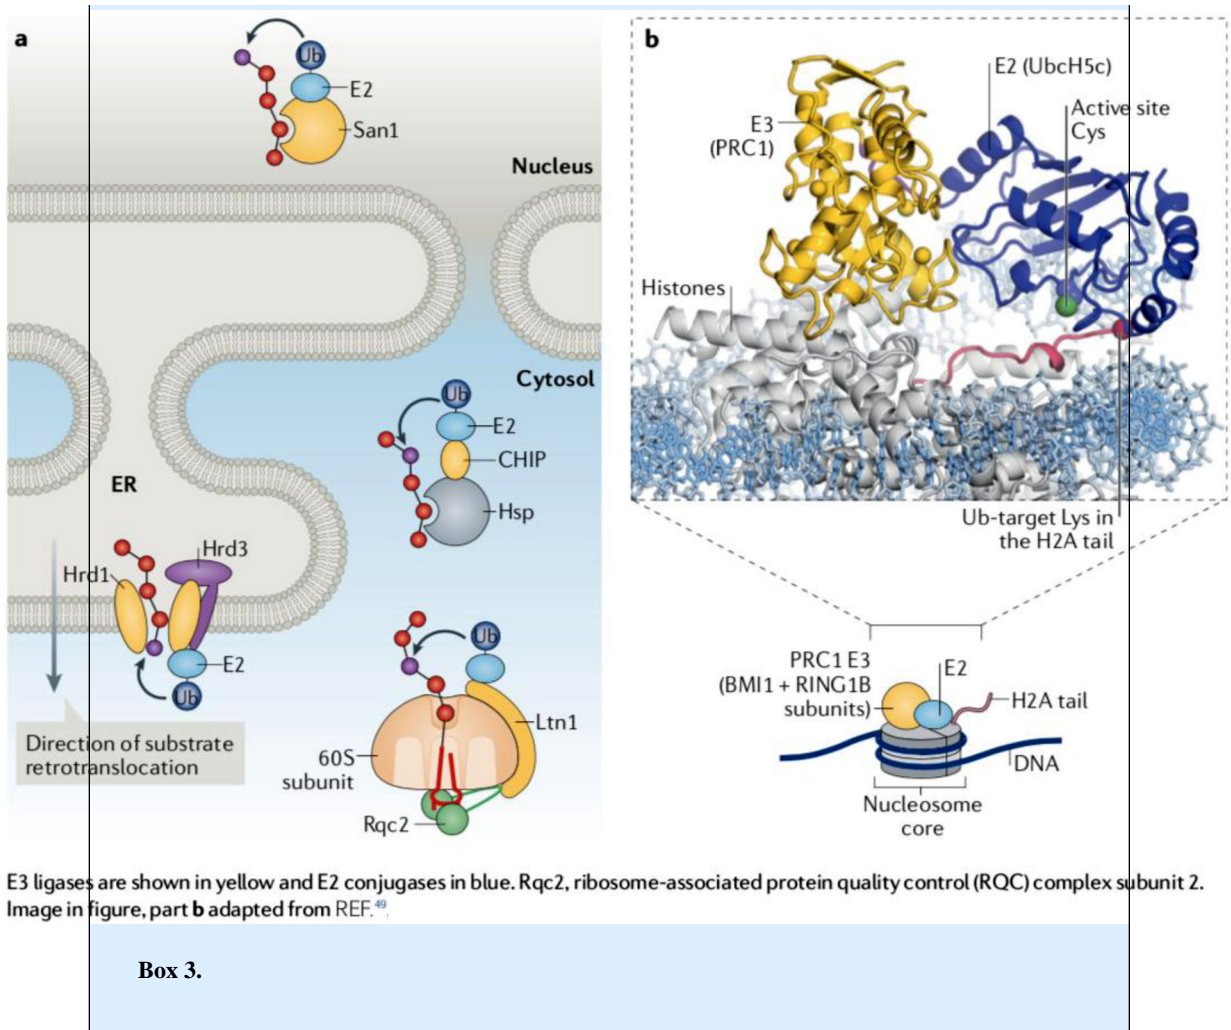 a
Ub
E2
San1
Nucleus
Cytosol
Ub
E2
CHIP
Hsp
ER
Hrd3
Hrd1
E2
Ub
Direction of substrate
retrotranslocation
Ub
Ltn1
60S
subunit
Rqc2
b
E2 (UbcH5c)
Active site
Cys
E3
(PRC1)
Histones
Ub-target Lys in
the H2A tail
PRC1 E3
(BMI1 + RING1B
subunits)
E2
H2A tail
DNA
Nucleosome
core
E3 ligases are shown in yellow and E2 conjugases in blue. Rqc2, ribosome-associated protein quality control (RQC) complex subunit 2.
Image in figure, part b adapted from REF.49.
Box 3.